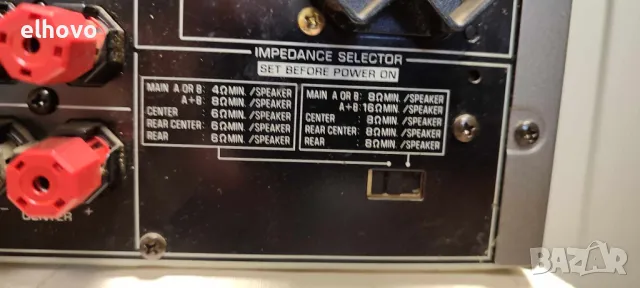 elhovo
IMPEDANCE SELECTOR
SET BEFORE POWER ON
MAIN A OR B: 4ΩMIN./SPEAKER
A+B: 8ΩMIN./SPEAKER
CENTER : 6ΩMIN./SPEAKER
REAR CENTER: 6ΩMIN./SPEAKER
REAR : 6ΩMIN./SPEAKER
MAIN A OR B: 8ΩMIN./SPEAKER
A+B: 16ΩMIN./SPEAKER
CENTER : 8ΩMIN./SPEAKER
REAR CENTER: 8ΩMIN./SPEAKER
REAR : 8ΩMIN./SPEAKER
– CENTER +
BAZAR
bg